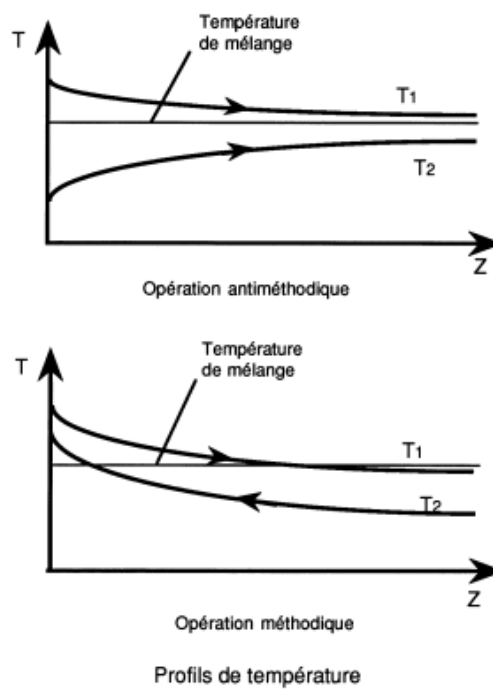 Température
de mélange
T
T1
T2
Z
Opération antiméthodique
Température
de mélange
T
T1
T2
Z
Opération méthodique
Profils de température